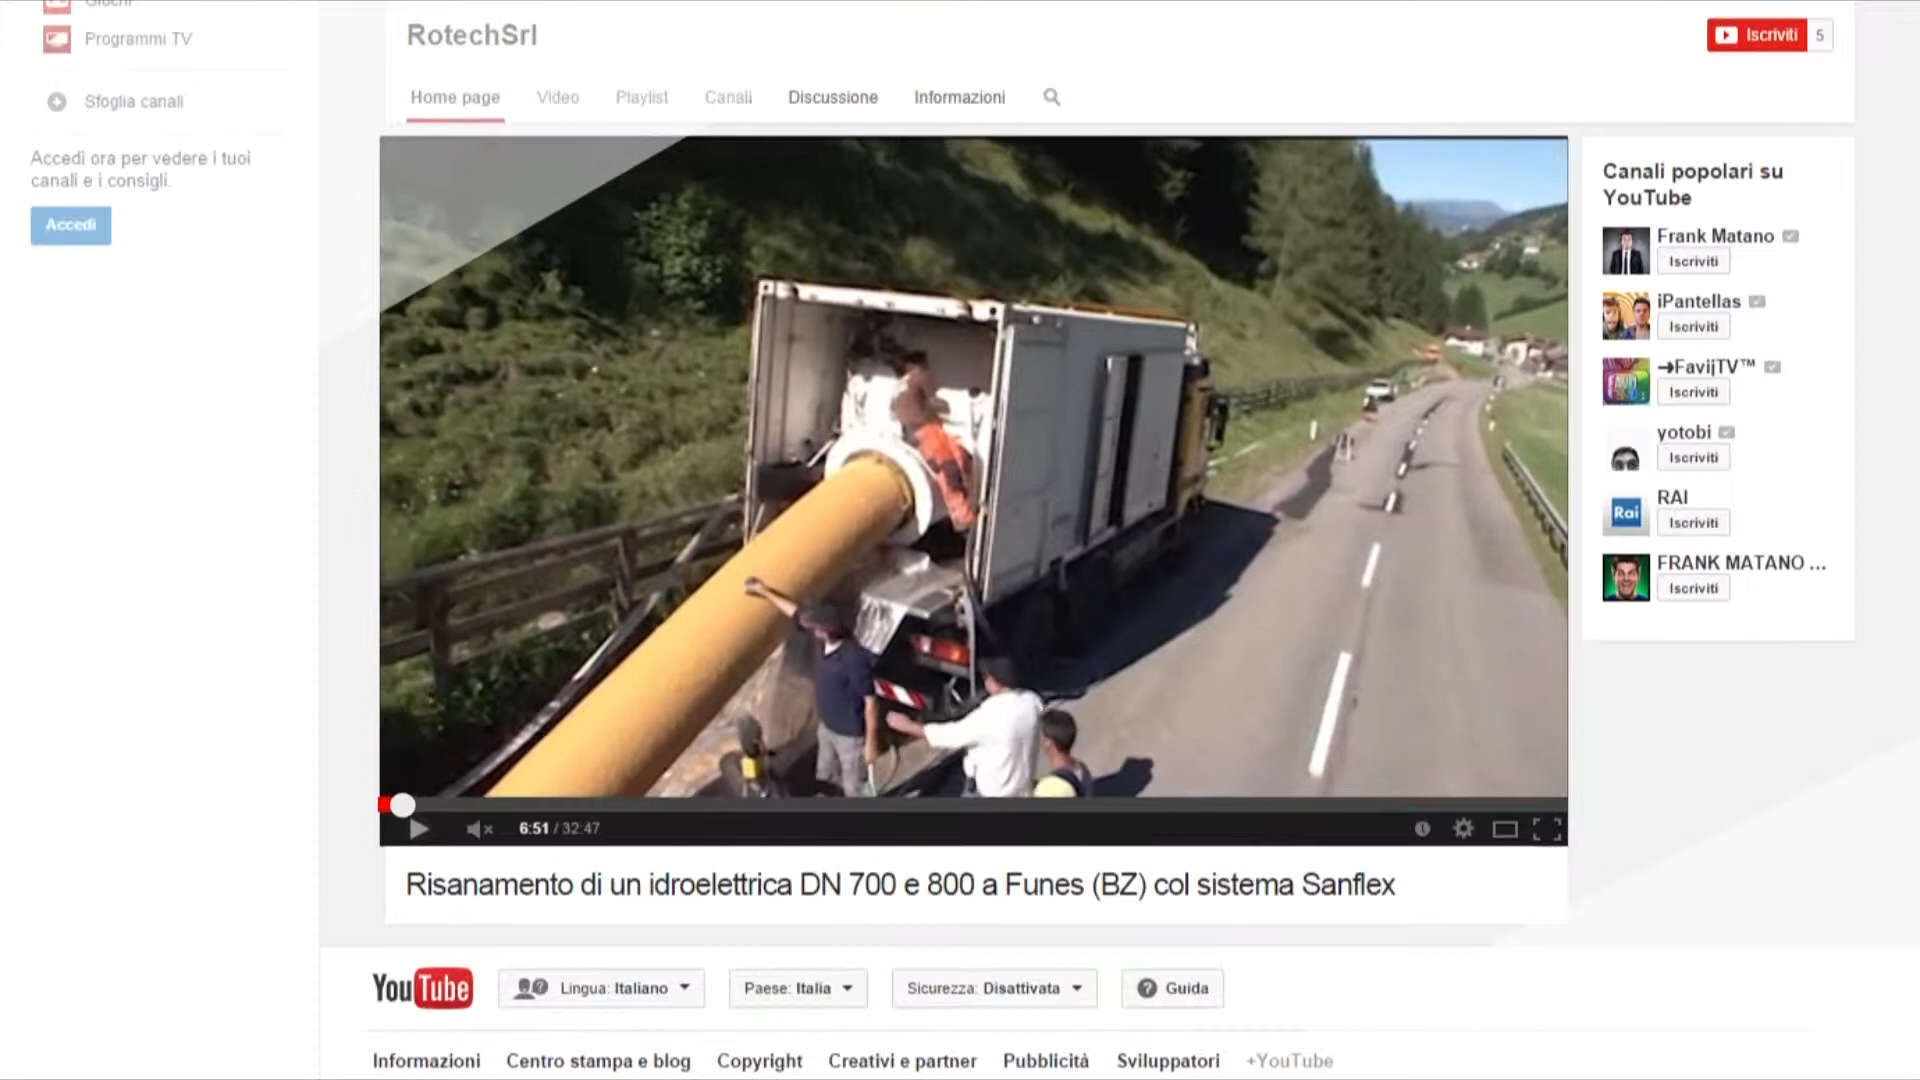 Giochi
Programmi TV
Sfoglia canali
Accedi ora per vedere i tuoi
canali e i consigli.
Accedi
RotechSrl
Iscriviti 5
Home page Video Playlist Canali Discussione Informazioni
6:51 / 32:47
Risanamento di un idroelettrica DN 700 e 800 a Funes (BZ) col sistema Sanflex
Canali popolari su
YouTube
Frank Matano
Iscriviti
iPantellas
Iscriviti
➜FavijTV™
Iscriviti
yotobi
Iscriviti
Rai
RAI
Iscriviti
FRANK MATANO ...
Iscriviti
YouTube
Lingua: Italiano
Paese: Italia
Sicurezza: Disattivata
Guida
Informazioni Centro stampa e blog Copyright Creativi e partner Pubblicità Sviluppatori +YouTube